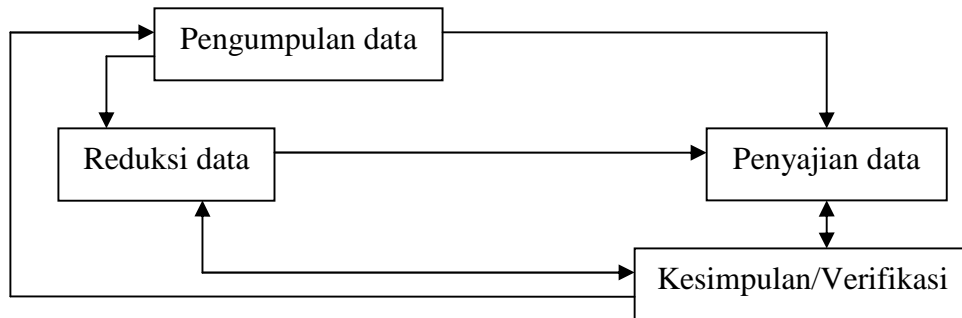 Pengumpulan data
Reduksi data
Penyajian data
Kesimpulan/Verifikasi